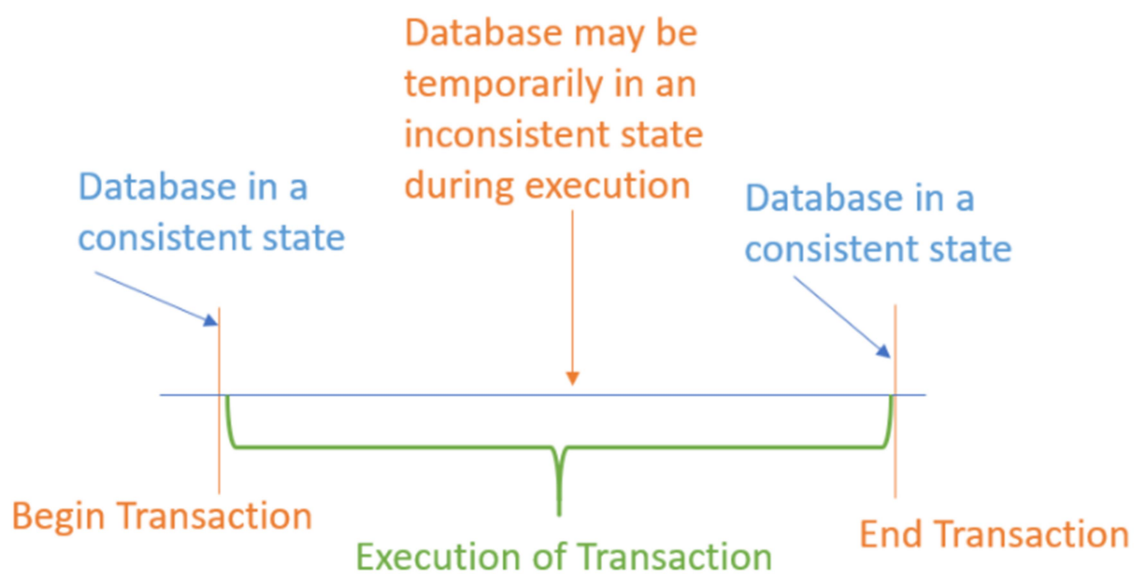 Database may be
temporarily in an
inconsistent state
during execution
Database in a
consistent state
Database in a
consistent state
Begin Transaction
End Transaction
Execution of Transaction